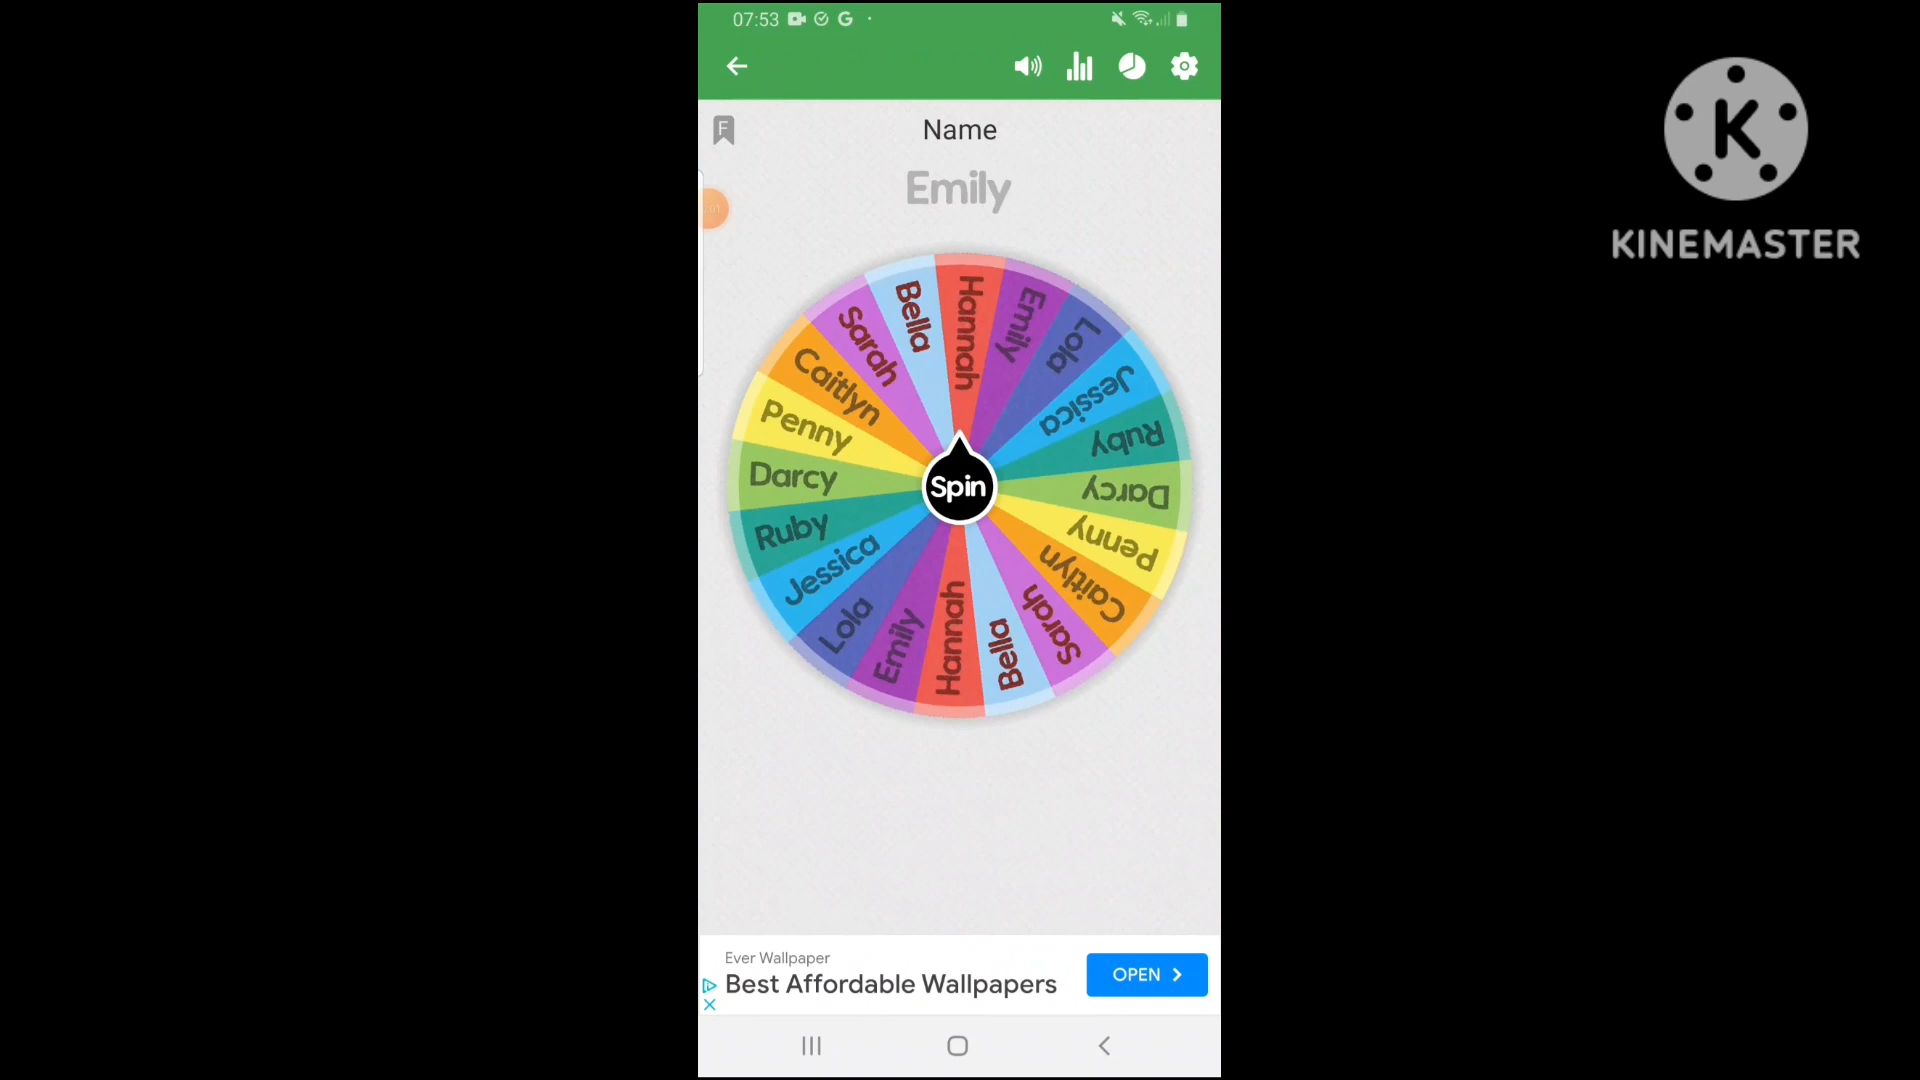 07:53
Name
Emily
Hannah
Emily
Lola
Jessica
Ruby
Darcy
Penny
Caitlyn
Sarah
Bella
Hannah
Emily
Lola
Jessica
Ruby
Darcy
Penny
Caitlyn
Sarah
Bella
Spin
Ever Wallpaper
Best Affordable Wallpapers
OPEN
K
KINEMASTER
F